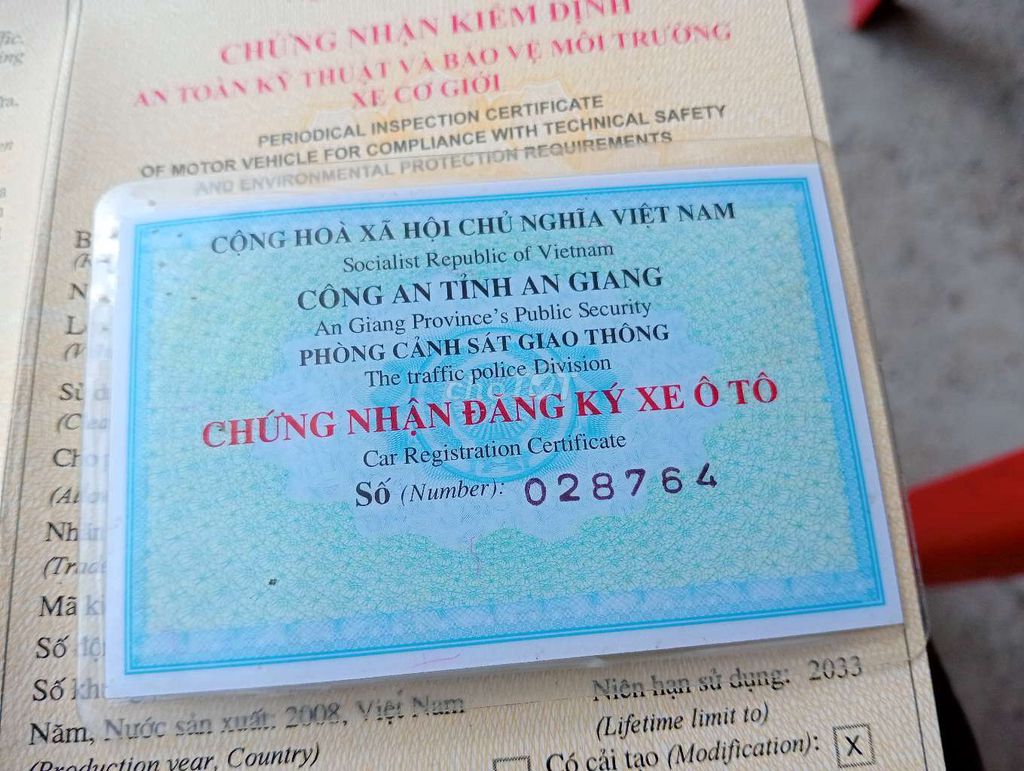 CHỨNG NHẬN KIỂM ĐỊNH
AN TOÀN KỸ THUẬT VÀ BẢO VỆ MÔI TRƯỜNG
XE CƠ GIỚI
PERIODICAL INSPECTION CERTIFICATE
OF MOTOR VEHICLE FOR COMPLIANCE WITH TECHNICAL SAFETY
AND ENVIRONMENTAL PROTECTION REQUIREMENTS
CỘNG HOÀ XÃ HỘI CHỦ NGHĨA VIỆT NAM
Socialist Republic of Vietnam
CÔNG AN TỈNH AN GIANG
An Giang Province's Public Security
PHÒNG CẢNH SÁT GIAO THÔNG
The traffic police Division
CHỨNG NHẬN ĐĂNG KÝ XE Ô TÔ
Car Registration Certificate
Số (Number): 028764
Mã
Số
Số
Niên hạn sử dụng: 2033
(Lifetime limit to)
Năm, Nước sản xuất: 2008, Việt Nam
(Production year, Country)
Có cải tạo (Modification): X